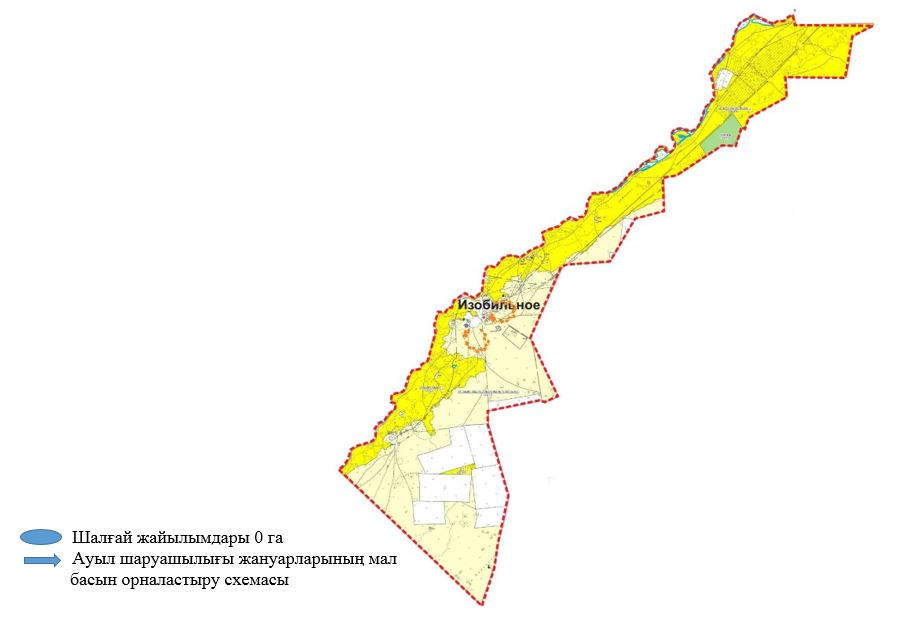 Изобильное
Шалғай жайылымдары 0 га
Ауыл шаруашылығы жануарларының мал
басын орналастыру схемасы